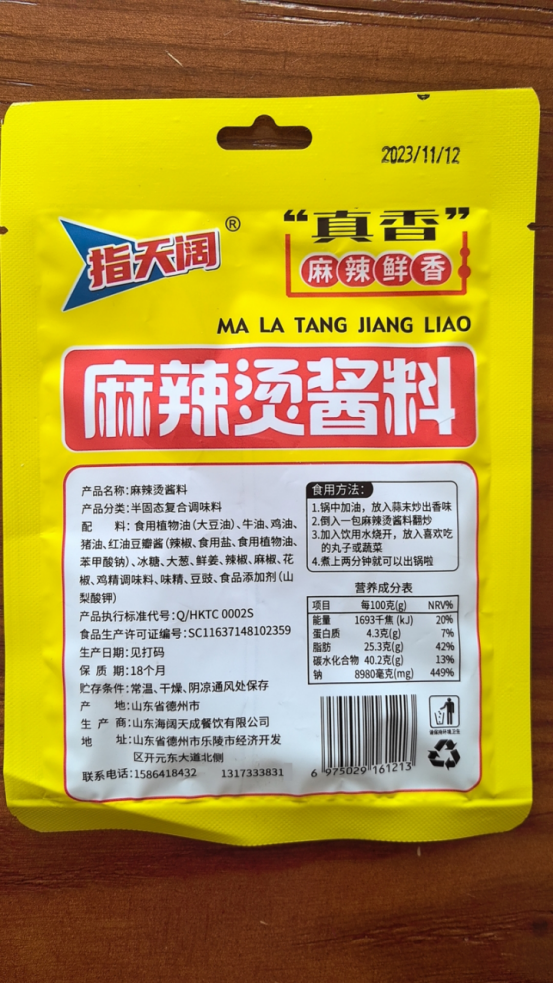 2023/11/12
指天阔®
“真香”
麻辣鲜香
MA LA TANG JIANG LIAO
麻辣烫酱料
产品名称:麻辣烫酱料
产品分类:半固态复合调味料
配 料:食用植物油(大豆油)、牛油、鸡油、
猪油、红油豆瓣酱(辣椒、食用盐、食用植物油、
苯甲酸钠)、冰糖、大葱、鲜姜、辣椒、麻椒、花
椒、鸡精调味料、味精、豆豉、食品添加剂(山
梨酸钾)
产品执行标准代号:Q/HKTC 0002S
食品生产许可证编号:SC11637148102359
生产日期:见打码
保 质 期:18个月
贮存条件:常温、干燥、阴凉通风处保存
产 地:山东省德州市
生 产 商:山东海阔天成餐饮有限公司
地 址:山东省德州市乐陵市经济开发
区开元东大道北侧
联系电话:1586418432 1317333831
食用方法:
1.锅中加油,放入蒜末炒出香味
2.倒入一包麻辣烫酱料翻炒
3.加入饮用水烧开,放入喜欢吃
的丸子或蔬菜
4.煮上两分钟就可以出锅啦
营养成分表
项目 每100克(g) NRV%
能量 1693千焦(kJ) 20%
蛋白质 4.3克(g) 7%
脂肪 25.3克(g) 42%
碳水化合物 40.2克(g) 13%
钠 8980毫克(mg) 449%
请保持环境卫生
6 975029 161213